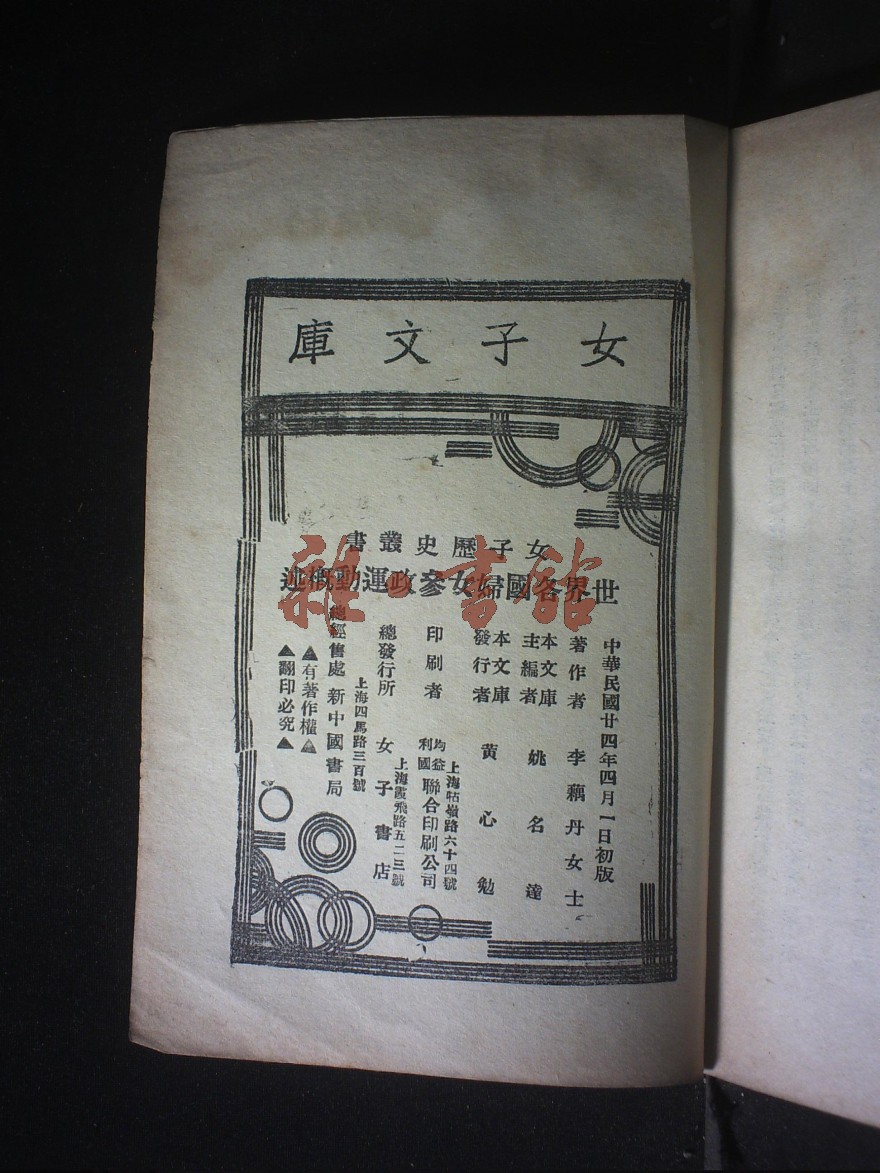 女子文庫
女子歷史叢書
世界各國婦女參政運動概述
中華民國廿四年四月一日初版
著作者 李藕丹女士
本文庫主編者 姚名達
本文庫發行者 黃心勉
印刷者 均益利國聯合印刷公司
上海牯嶺路六十四號
總發行所 女子書店
上海霞飛路五二三號
總經售處 新中國書局
上海四馬路三百號
▲有著作權▲
▲翻印必究▲
雜·書館